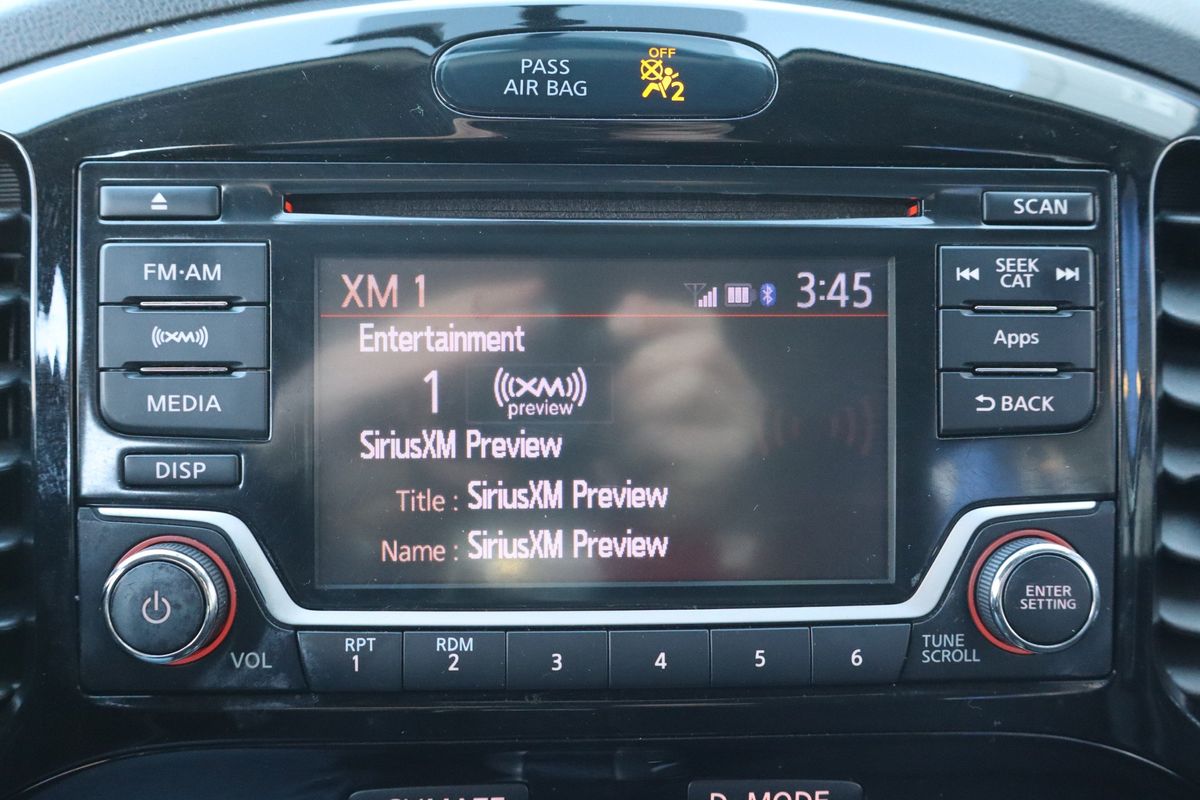 PASS
AIR BAG
OFF
2
SCAN
FM·AM
XM
MEDIA
DISP
XM 1
3:45
Entertainment
1
XM
preview
SiriusXM Preview
Title : SiriusXM Preview
Name : SiriusXM Preview
SEEK
CAT
Apps
BACK
VOL
RPT
1
RDM
2
3
4
5
6
TUNE
SCROLL
ENTER
SETTING
CLIMATE
D-MODE